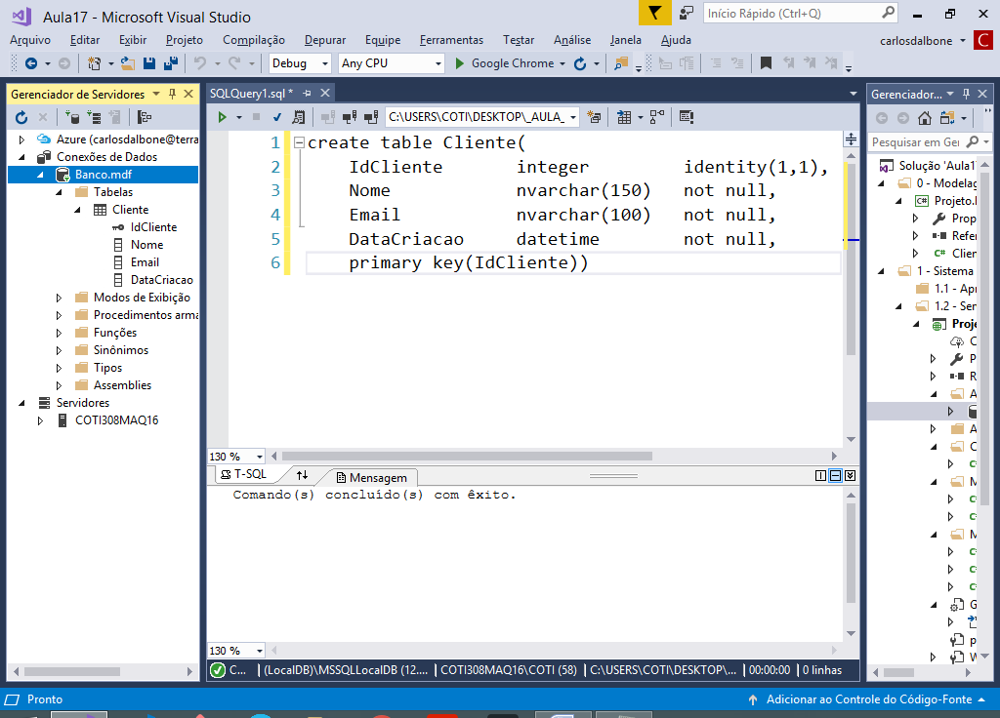 Aula17 - Microsoft Visual Studio
Início Rápido (Ctrl+Q)
Arquivo Editar Exibir Projeto Compilação Depurar Equipe Ferramentas Testar Análise Janela Ajuda carlosdalbone C
Debug Any CPU Google Chrome
Gerenciador de Servidores
Azure (carlosdalbone@terra
Conexões de Dados
Banco.mdf
Tabelas
Cliente
IdCliente
Nome
Email
DataCriacao
Modos de Exibição
Procedimentos arma
Funções
Sinônimos
Tipos
Assemblies
Servidores
COTI308MAQ16
SQLQuery1.sql *
C:\USERS\COTI\DESKTOP\_AULA_
1 create table Cliente(
2 IdCliente integer identity(1,1),
3 Nome nvarchar(150) not null,
4 Email nvarchar(100) not null,
5 DataCriacao datetime not null,
6 primary key(IdCliente))
130 %
T-SQL Mensagem
Comando(s) concluído(s) com êxito.
130 %
C... (LocalDB)\MSSQLLocalDB (12.... COTI308MAQ16\COTI (58) C:\USERS\COTI\DESKTOP\... 00:00:00 0 linhas
Gerenciador...
Pesquisar em Ger
Solução 'Aula1
0 - Modelag
C# Projeto.
Prop
Refer
C# Clien
1 - Sistema
1.1 - Apr
1.2 - Ser
Proje
C
P
R
A
A
C
M
M
G
p
W
Pronto Adicionar ao Controle do Código-Fonte